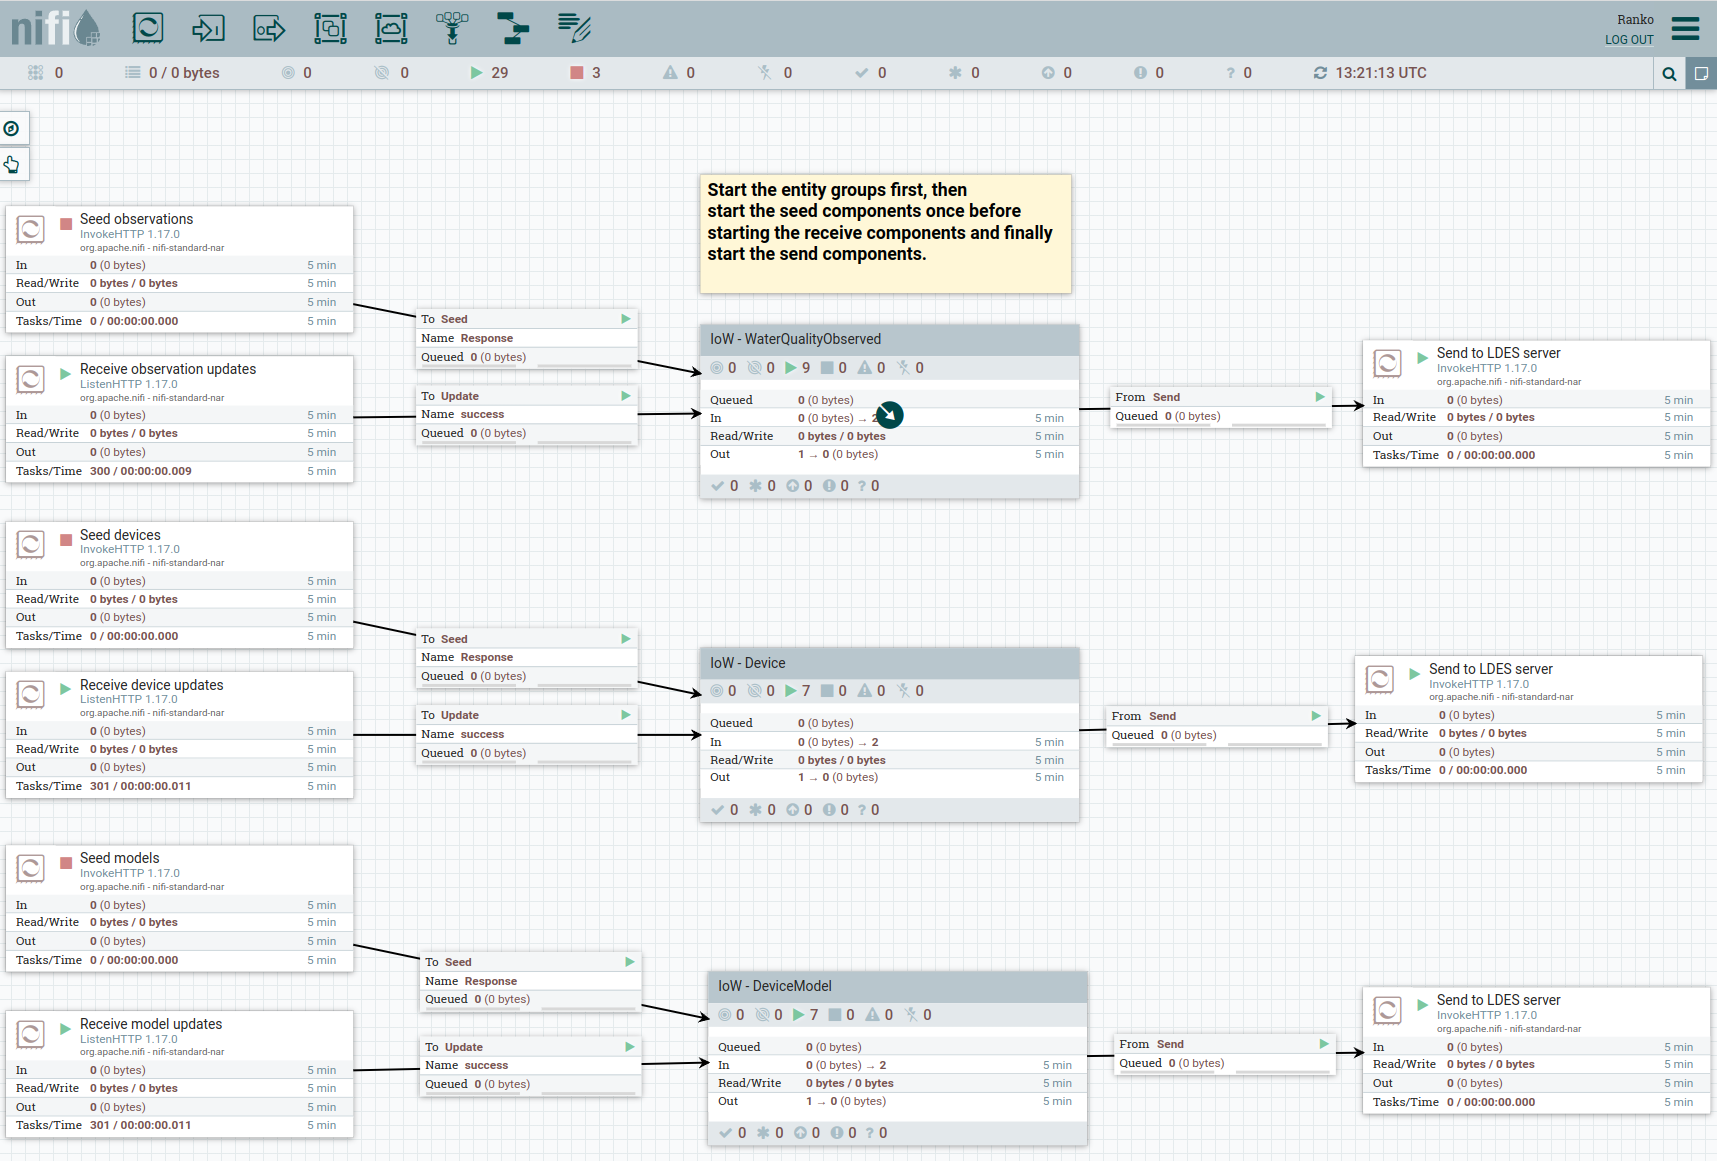 nifi
Ranko
LOG OUT
0 0 / 0 bytes 0 0 29 3 0 0 0 0 0 0 ? 0 13:21:13 UTC
Start the entity groups first, then
start the seed components once before
starting the receive components and finally
start the send components.
Seed observations
InvokeHTTP 1.17.0
org.apache.nifi - nifi-standard-nar
In 0 (0 bytes) 5 min
Read/Write 0 bytes / 0 bytes 5 min
Out 0 (0 bytes) 5 min
Tasks/Time 0 / 00:00:00.000 5 min
To Seed
Name Response
Queued 0 (0 bytes)
Receive observation updates
ListenHTTP 1.17.0
org.apache.nifi - nifi-standard-nar
In 0 (0 bytes) 5 min
Read/Write 0 bytes / 0 bytes 5 min
Out 0 (0 bytes) 5 min
Tasks/Time 300 / 00:00:00.009 5 min
To Update
Name success
Queued 0 (0 bytes)
IoW - WaterQualityObserved
0 0 9 0 0 0
Queued 0 (0 bytes)
In 0 (0 bytes) → 2 5 min
Read/Write 0 bytes / 0 bytes 5 min
Out 1 → 0 (0 bytes) 5 min
0 0 0 0 ? 0
From Send
Queued 0 (0 bytes)
Send to LDES server
InvokeHTTP 1.17.0
org.apache.nifi - nifi-standard-nar
In 0 (0 bytes) 5 min
Read/Write 0 bytes / 0 bytes 5 min
Out 0 (0 bytes) 5 min
Tasks/Time 0 / 00:00:00.000 5 min
Seed devices
InvokeHTTP 1.17.0
org.apache.nifi - nifi-standard-nar
In 0 (0 bytes) 5 min
Read/Write 0 bytes / 0 bytes 5 min
Out 0 (0 bytes) 5 min
Tasks/Time 0 / 00:00:00.000 5 min
To Seed
Name Response
Queued 0 (0 bytes)
Receive device updates
ListenHTTP 1.17.0
org.apache.nifi - nifi-standard-nar
In 0 (0 bytes) 5 min
Read/Write 0 bytes / 0 bytes 5 min
Out 0 (0 bytes) 5 min
Tasks/Time 301 / 00:00:00.011 5 min
To Update
Name success
Queued 0 (0 bytes)
IoW - Device
0 0 7 0 0 0
Queued 0 (0 bytes)
In 0 (0 bytes) → 2 5 min
Read/Write 0 bytes / 0 bytes 5 min
Out 1 → 0 (0 bytes) 5 min
0 0 0 0 ? 0
From Send
Queued 0 (0 bytes)
Send to LDES server
InvokeHTTP 1.17.0
org.apache.nifi - nifi-standard-nar
In 0 (0 bytes) 5 min
Read/Write 0 bytes / 0 bytes 5 min
Out 0 (0 bytes) 5 min
Tasks/Time 0 / 00:00:00.000 5 min
Seed models
InvokeHTTP 1.17.0
org.apache.nifi - nifi-standard-nar
In 0 (0 bytes) 5 min
Read/Write 0 bytes / 0 bytes 5 min
Out 0 (0 bytes) 5 min
Tasks/Time 0 / 00:00:00.000 5 min
To Seed
Name Response
Queued 0 (0 bytes)
Receive model updates
ListenHTTP 1.17.0
org.apache.nifi - nifi-standard-nar
In 0 (0 bytes) 5 min
Read/Write 0 bytes / 0 bytes 5 min
Out 0 (0 bytes) 5 min
Tasks/Time 301 / 00:00:00.011 5 min
To Update
Name success
Queued 0 (0 bytes)
IoW - DeviceModel
0 0 7 0 0 0
Queued 0 (0 bytes)
In 0 (0 bytes) → 2 5 min
Read/Write 0 bytes / 0 bytes 5 min
Out 1 → 0 (0 bytes) 5 min
0 0 0 0 ? 0
From Send
Queued 0 (0 bytes)
Send to LDES server
InvokeHTTP 1.17.0
org.apache.nifi - nifi-standard-nar
In 0 (0 bytes) 5 min
Read/Write 0 bytes / 0 bytes 5 min
Out 0 (0 bytes) 5 min
Tasks/Time 0 / 00:00:00.000 5 min